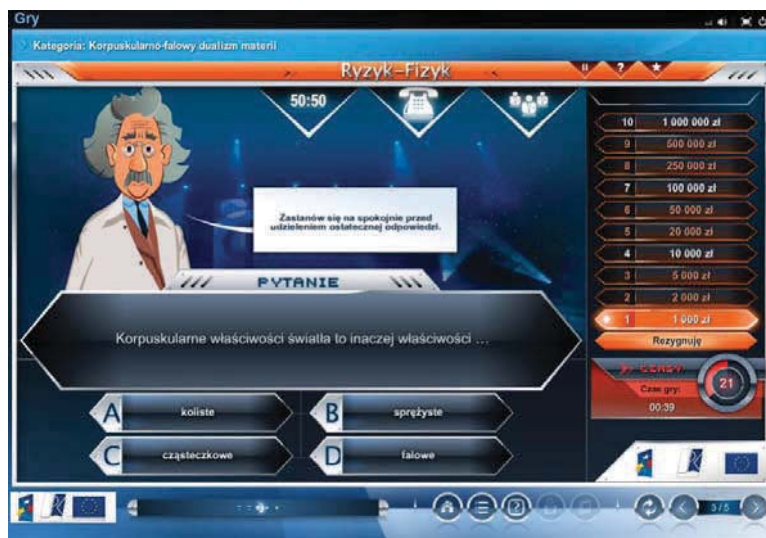 Gry
Kategoria: Korpuskularno-falowy dualizm materii
Ryzyk-Fizyk
?
50:50
Zastanów się na spokojnie przed
udzieleniem ostatecznej odpowiedzi.
PYTANIE
Korpuskularne właściwości światła to inaczej właściwości ...
A koliste
B sprężyste
C cząsteczkowe
D falowe
10 1 000 000 zł
9 500 000 zł
8 250 000 zł
7 100 000 zł
6 50 000 zł
5 20 000 zł
4 10 000 zł
3 5 000 zł
2 2 000 zł
1 1 000 zł
Rezygnuję
Czas gry:
00:39
21
3/5